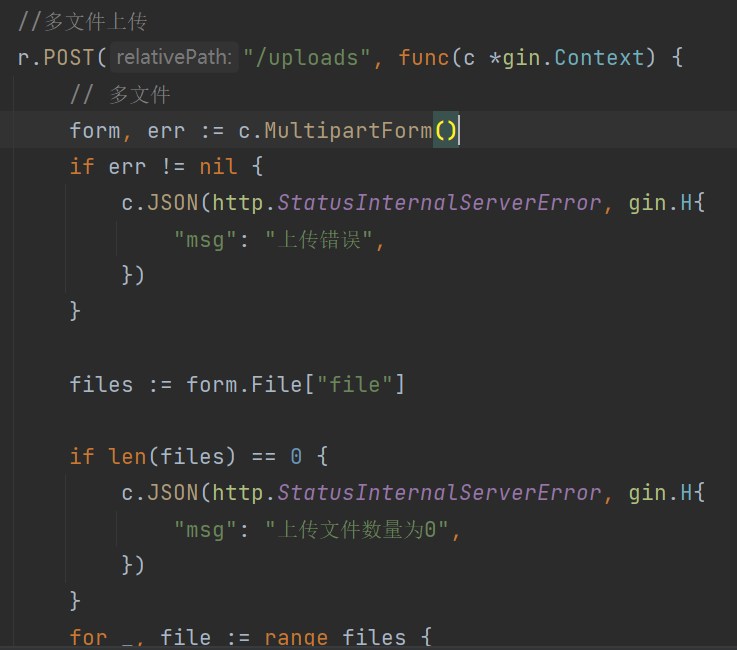 //多文件上传
r.POST( relativePath: "/uploads", func(c *gin.Context) {
// 多文件
form, err := c.MultipartForm()
if err != nil {
c.JSON(http.StatusInternalServerError, gin.H{
"msg": "上传错误",
})
}
files := form.File["file"]
if len(files) == 0 {
c.JSON(http.StatusInternalServerError, gin.H{
"msg": "上传文件数量为0",
})
}
for _, file := range files {